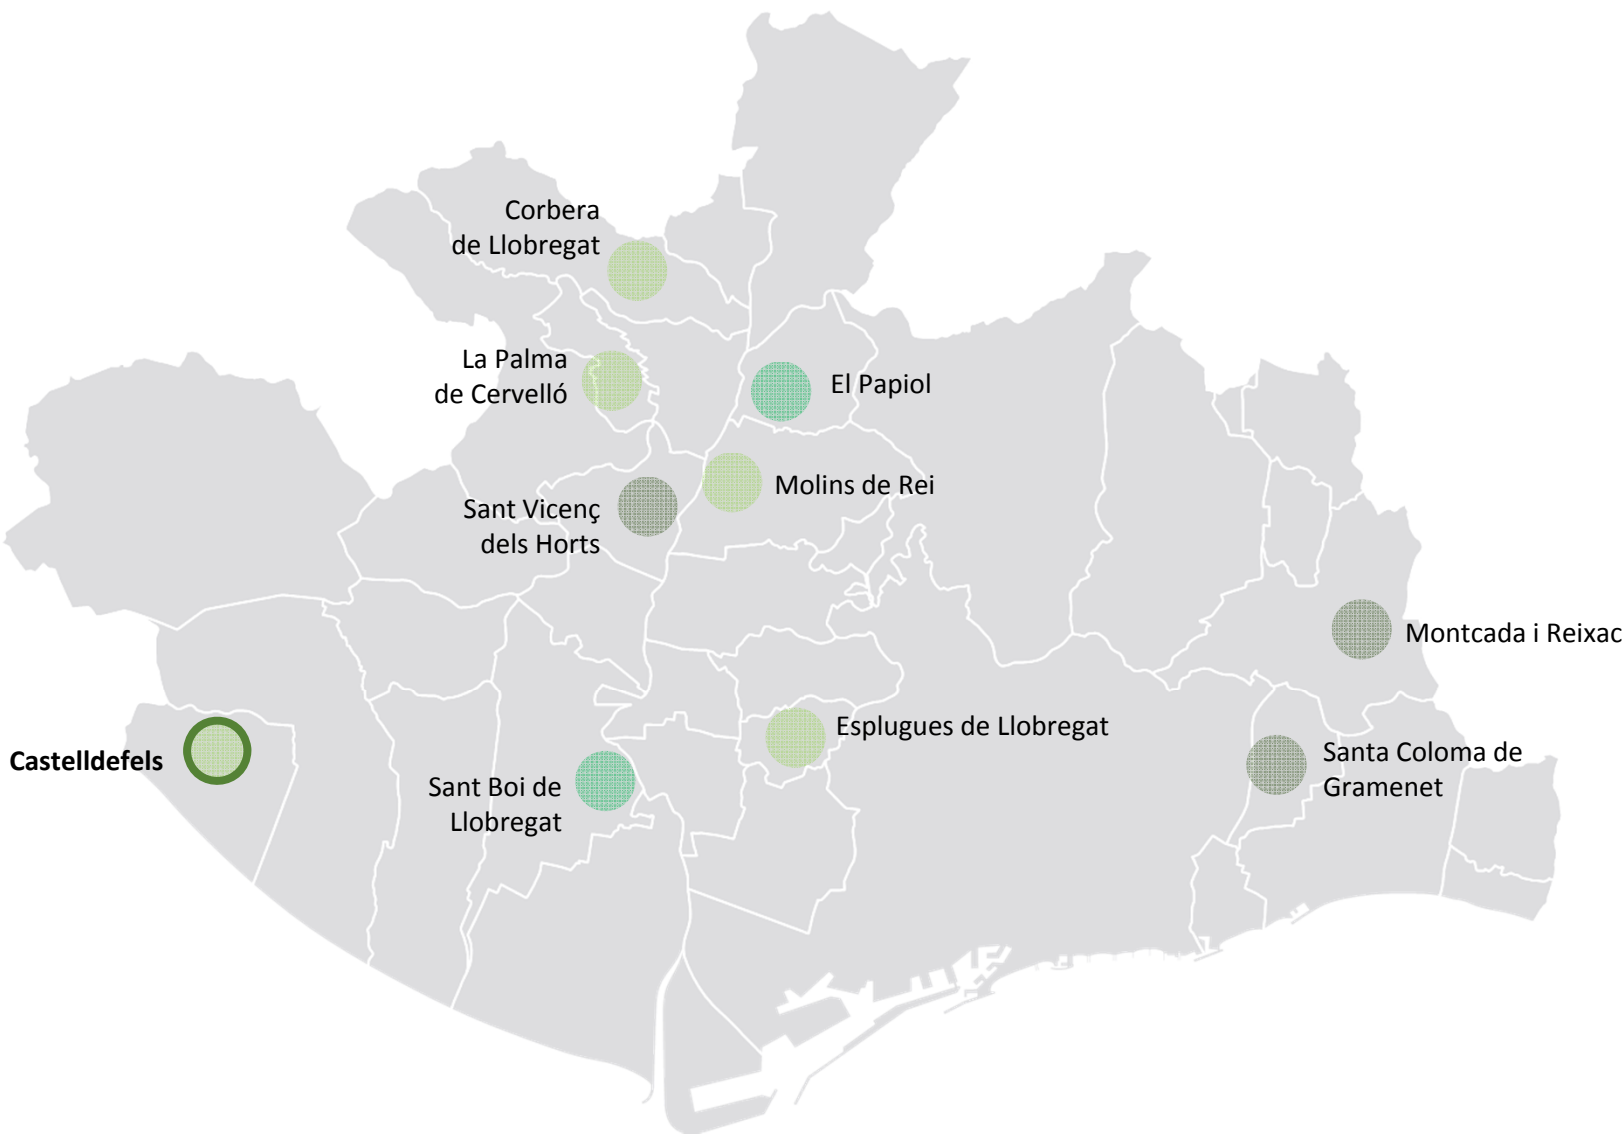 Corbera
de Llobregat
La Palma
de Cervelló
El Papiol
Molins de Rei
Sant Vicenç
dels Horts
Montcada i Reixac
Esplugues de Llobregat
Castelldefels
Santa Coloma de
Gramenet
Sant Boi de
Llobregat